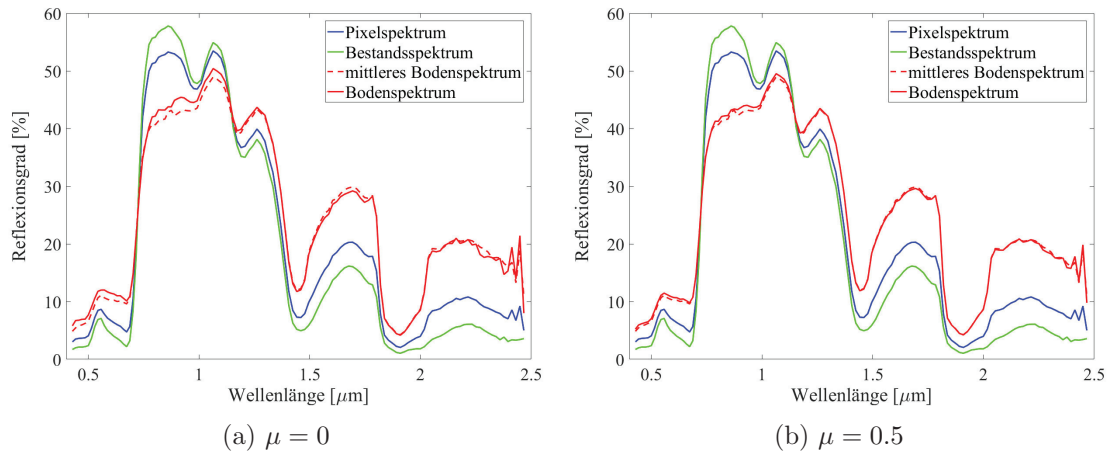 60
50
40
30
20
10
0
Reflexionsgrad [%]
Pixelspektrum
Bestandsspektrum
mittleres Bodenspektrum
Bodenspektrum
0.5
1
1.5
2
2.5
Wellenlänge [μm]
(a) μ = 0
60
50
40
30
20
10
0
Reflexionsgrad [%]
Pixelspektrum
Bestandsspektrum
mittleres Bodenspektrum
Bodenspektrum
0.5
1
1.5
2
2.5
Wellenlänge [μm]
(b) μ = 0.5